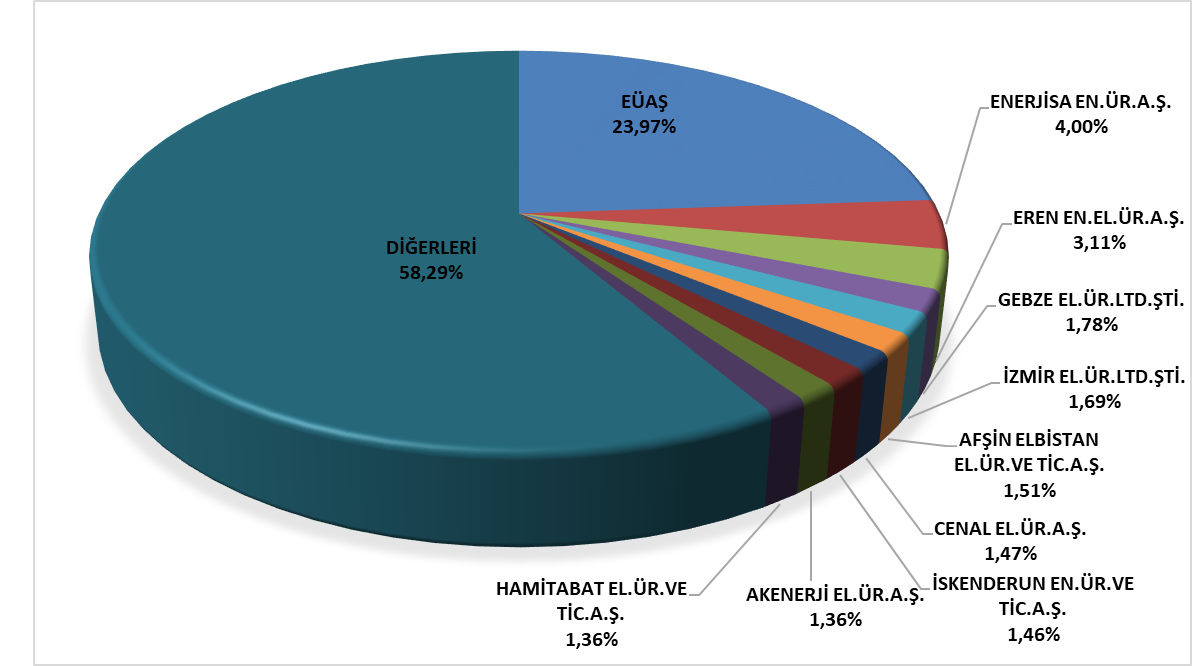 EÜAŞ
23,97%
ENERJİSA EN.ÜR.A.Ş.
4,00%
EREN EN.EL.ÜR.A.Ş.
3,11%
GEBZE EL.ÜR.LTD.ŞTİ.
1,78%
İZMİR EL.ÜR.LTD.ŞTİ.
1,69%
AFŞİN ELBİSTAN
EL.ÜR.VE TİC.A.Ş.
1,51%
CENAL EL.ÜR.A.Ş.
1,47%
İSKENDERUN EN.ÜR.VE
TİC.A.Ş.
1,46%
AKENERJİ EL.ÜR.A.Ş.
1,36%
HAMİTABAT EL.ÜR.VE
TİC.A.Ş.
1,36%
DİĞERLERİ
58,29%